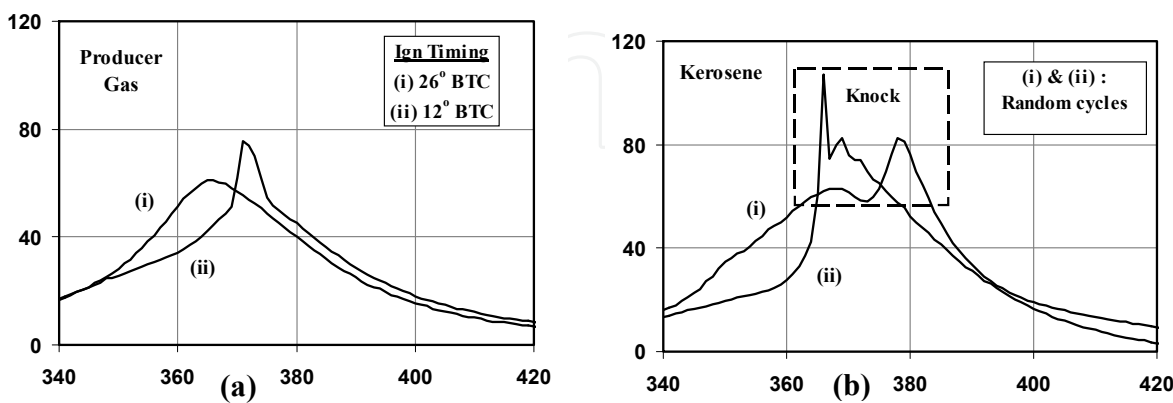 120
80
40
0
340
360
380
400
420
Producer
Gas
Ign Timing
(i) 26° BTC
(ii) 12° BTC
(i)
(ii)
(a)
120
80
40
0
340
360
380
400
420
Kerosene
Knock
(i) & (ii) :
Random cycles
(i)
(ii)
(b)